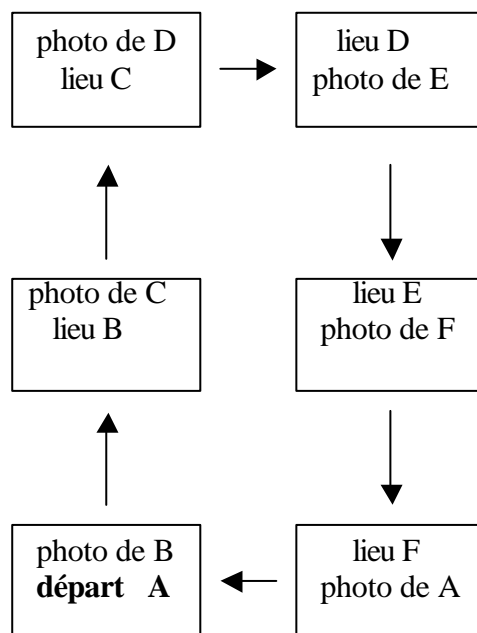 photo de D
lieu C
lieu D
photo de E
photo de C
lieu B
lieu E
photo de F
photo de B
départ A
lieu F
photo de A